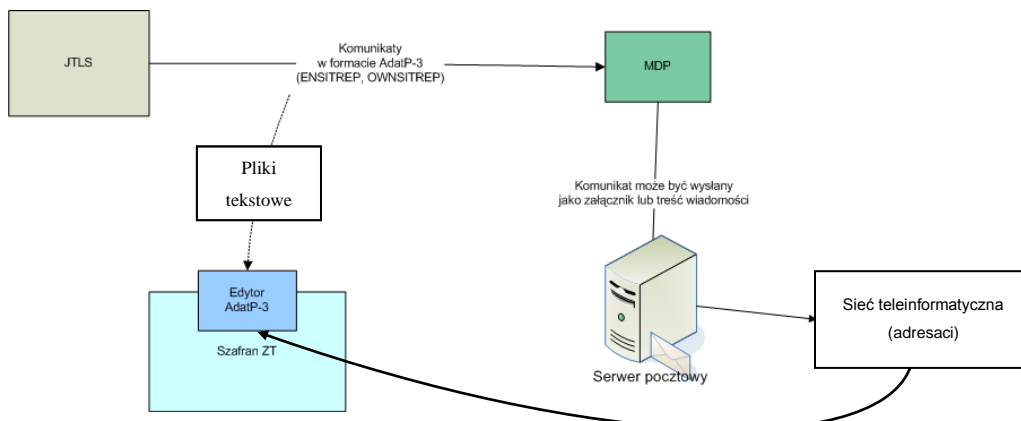 JTLS
Komunikaty
w formacie AdatP-3
(ENSITREP, OWNSITREP)
MDP
Pliki
tekstowe
Komunikat może być wysłany
jako załącznik lub treść wiadomości
Edytor
AdatP-3
Szafran ZT
Serwer pocztowy
Sieć teleinformatyczna
(adresaci)